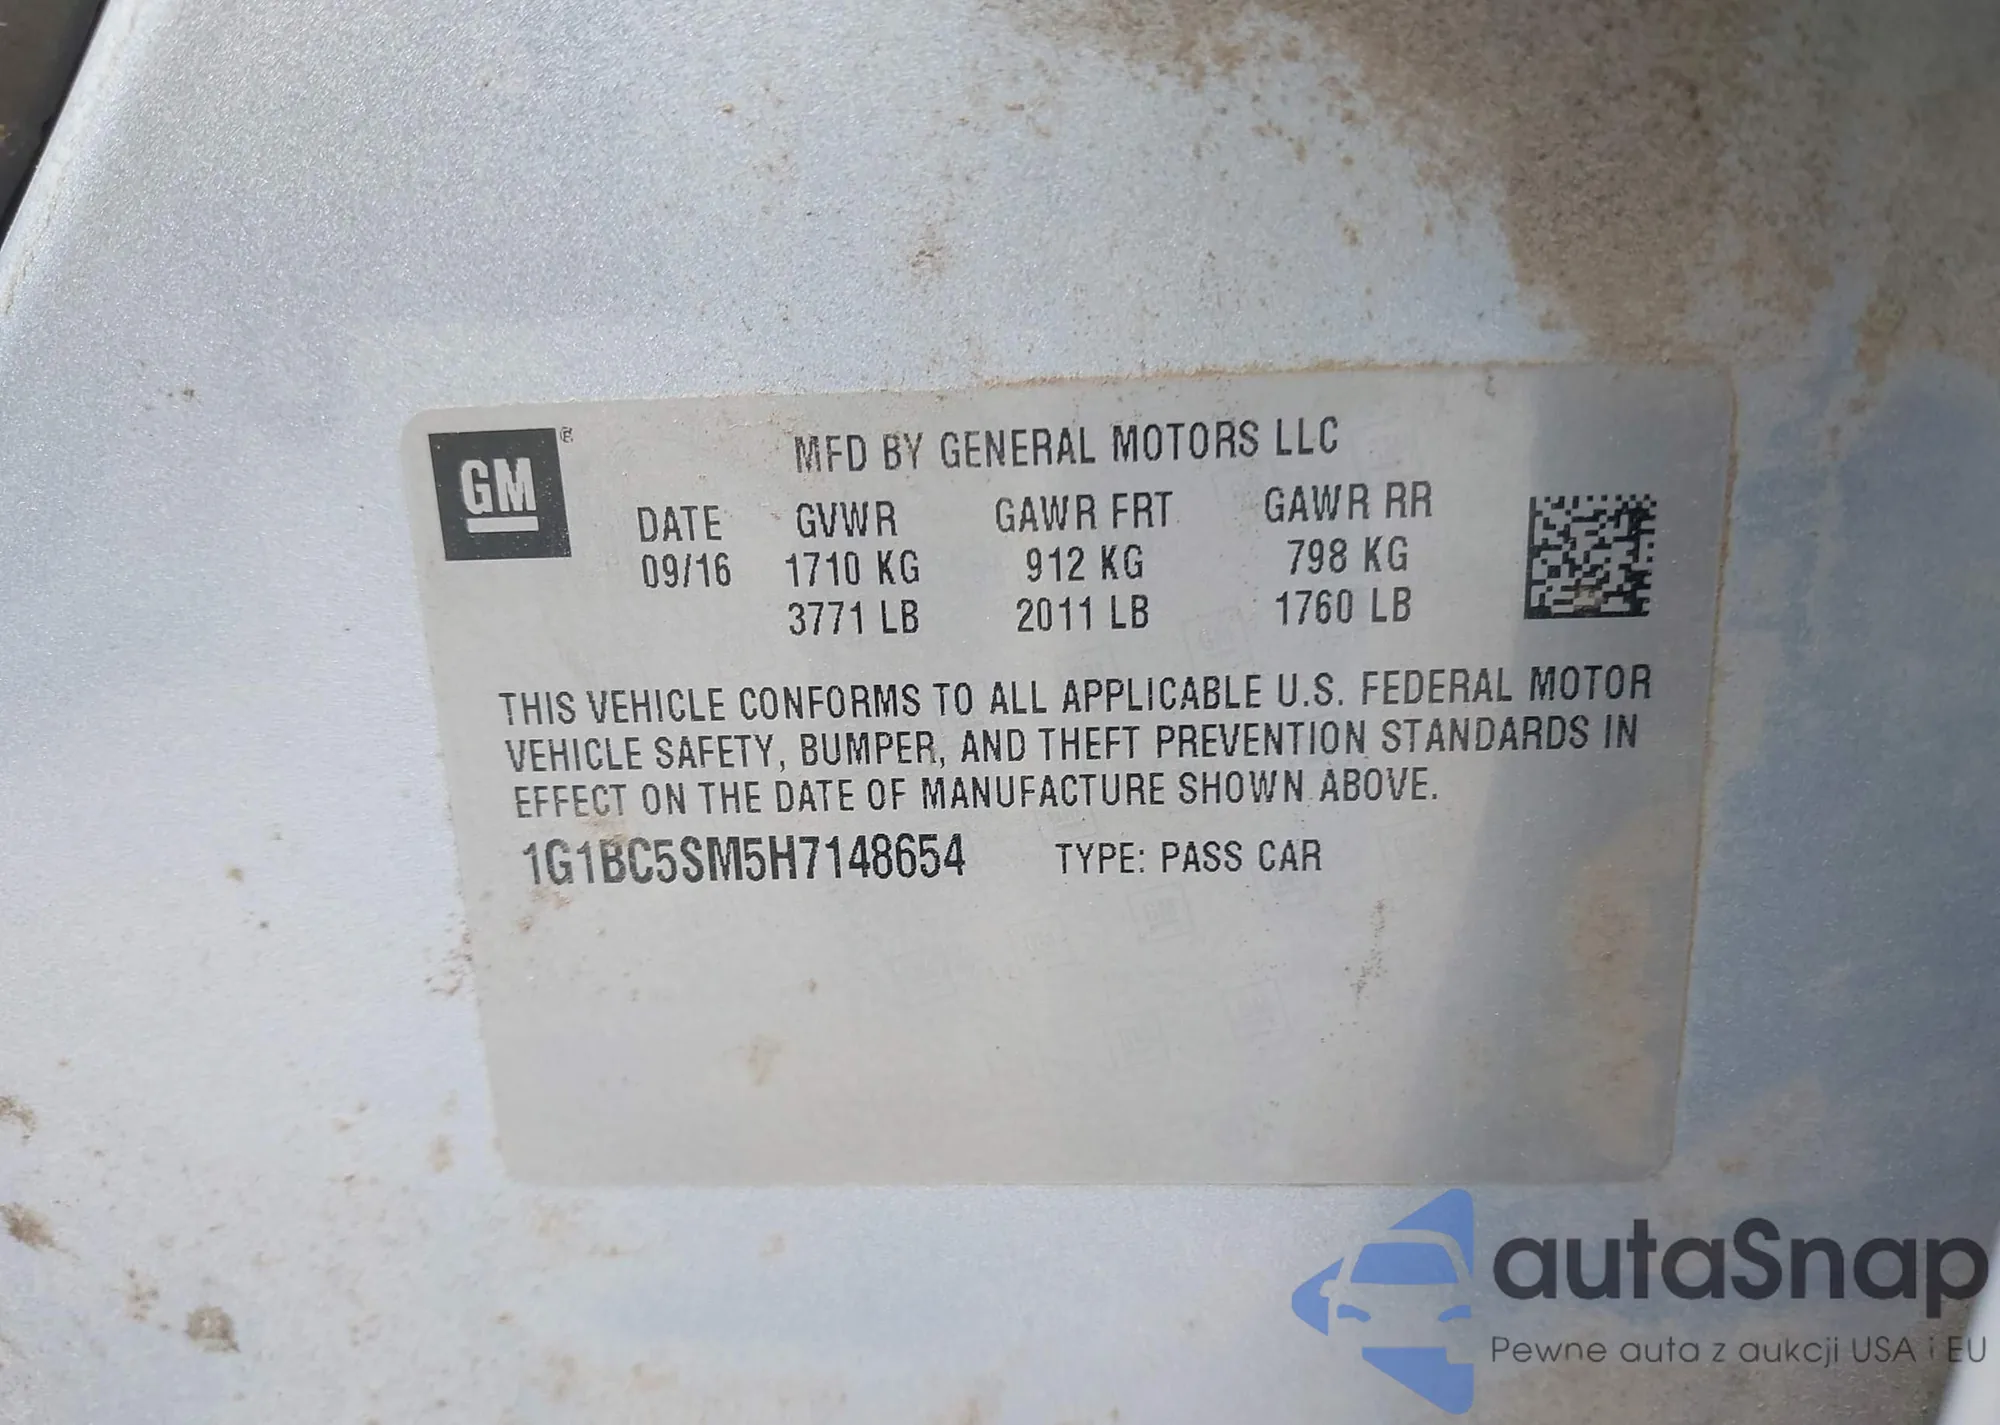 GM®
MFD BY GENERAL MOTORS LLC
DATE GVWR GAWR FRT GAWR RR
09/16 1710 KG 912 KG 798 KG
3771 LB 2011 LB 1760 LB
THIS VEHICLE CONFORMS TO ALL APPLICABLE U.S. FEDERAL MOTOR
VEHICLE SAFETY, BUMPER, AND THEFT PREVENTION STANDARDS IN
EFFECT ON THE DATE OF MANUFACTURE SHOWN ABOVE.
1G1BC5SM5H7148654 TYPE: PASS CAR
autaSnap
Pewne auta z aukcji USA i EU